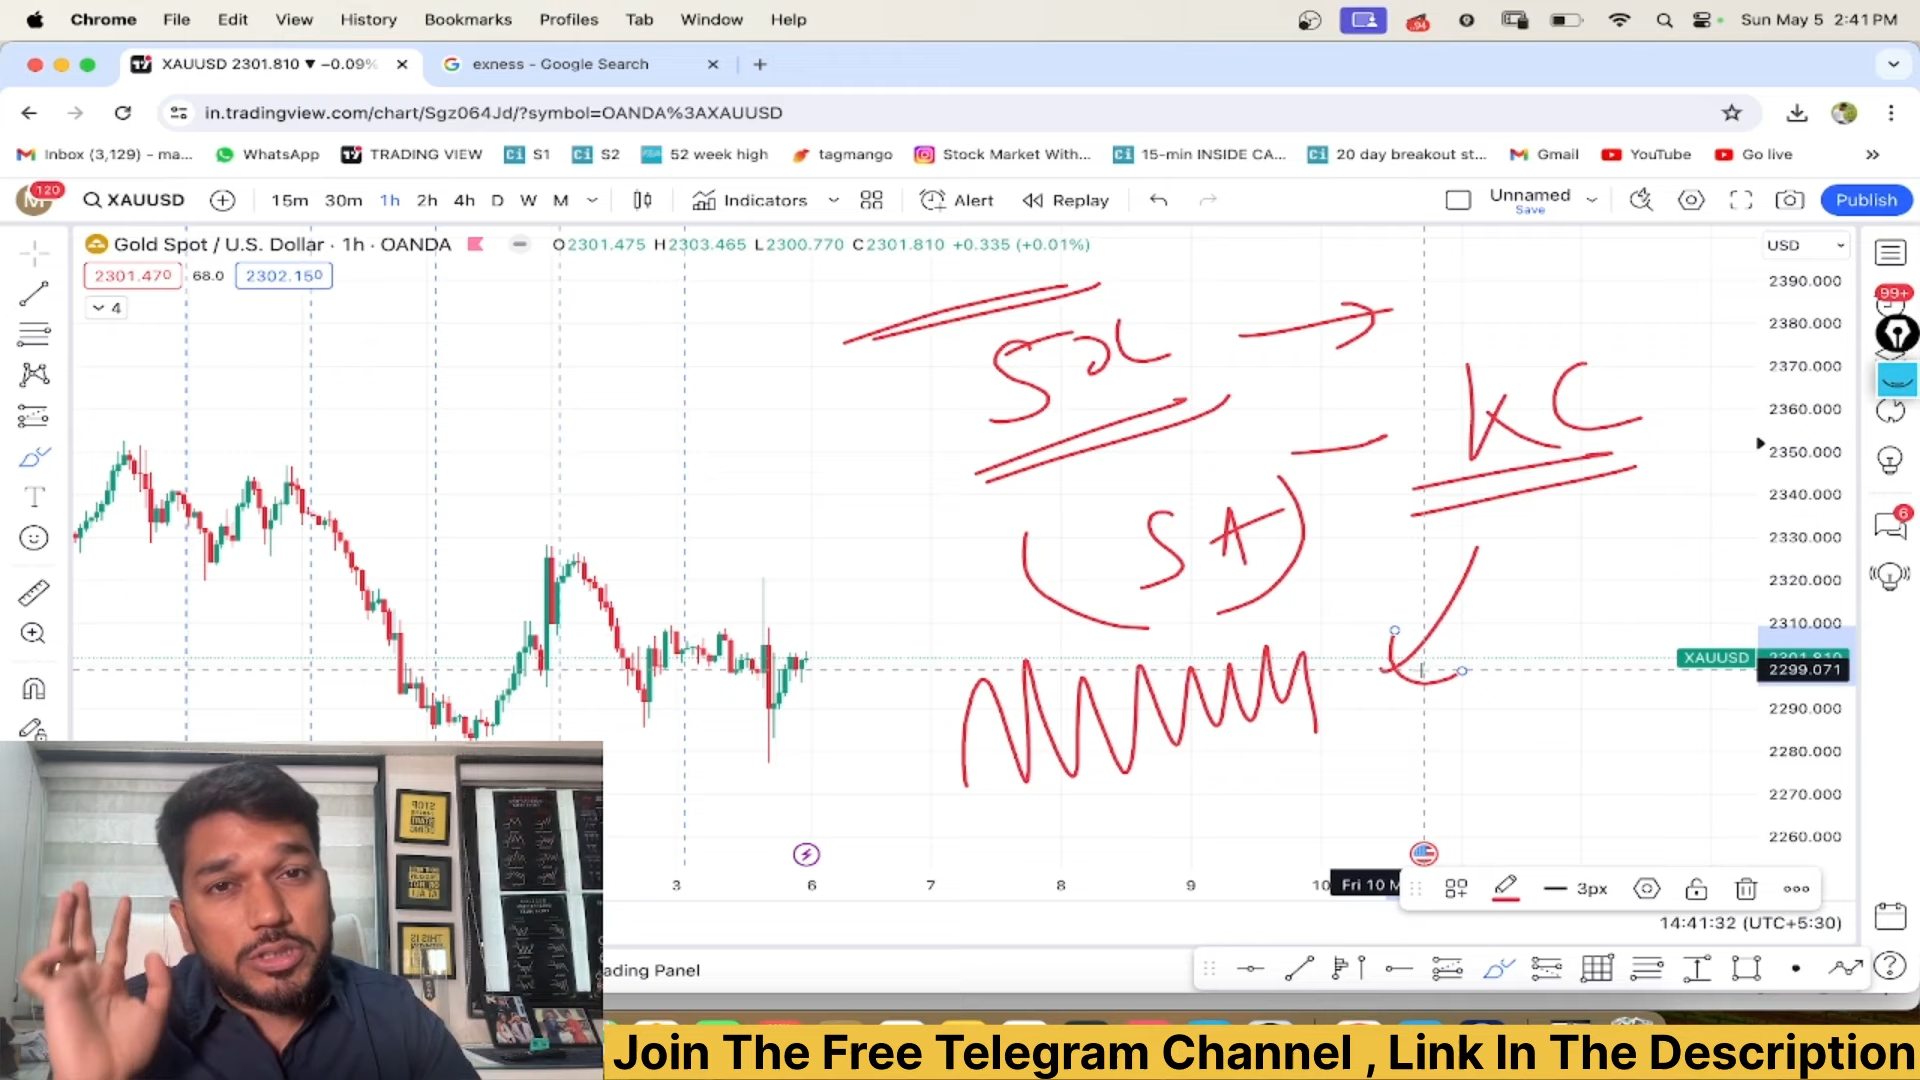 Chrome File Edit View History Bookmarks Profiles Tab Window Help Sun May 5 2:41 PM
XAUUSD 2301.810 ▼ −0.09% exness - Google Search
in.tradingview.com/chart/Sgz064Jd/?symbol=OANDA%3AXAUUSD
Inbox (3,129) - ma... WhatsApp TRADING VIEW S1 S2 52 week high tagmango Stock Market With... 15-min INSIDE CA... 20 day breakout st... Gmail YouTube Go live
120 XAUUSD 15m 30m 1h 2h 4h D W M Indicators Alert Replay Unnamed Save Publish
Gold Spot / U.S. Dollar · 1h · OANDA O2301.475 H2303.465 L2300.770 C2301.810 +0.335 (+0.01%) USD
2301.470 68.0 2302.150
4
2390.000
99+
2380.000
2370.000
KC
2360.000
2350.000
2340.000
SA
6
2330.000
2320.000
2310.000
XAUUSD 2301.810
2299.071
2290.000
2280.000
2270.000
2260.000
3 6 7 8 9 10 Fri 10 M 3px
14:41:32 (UTC+5:30)
ading Panel
Join The Free Telegram Channel , Link In The Description